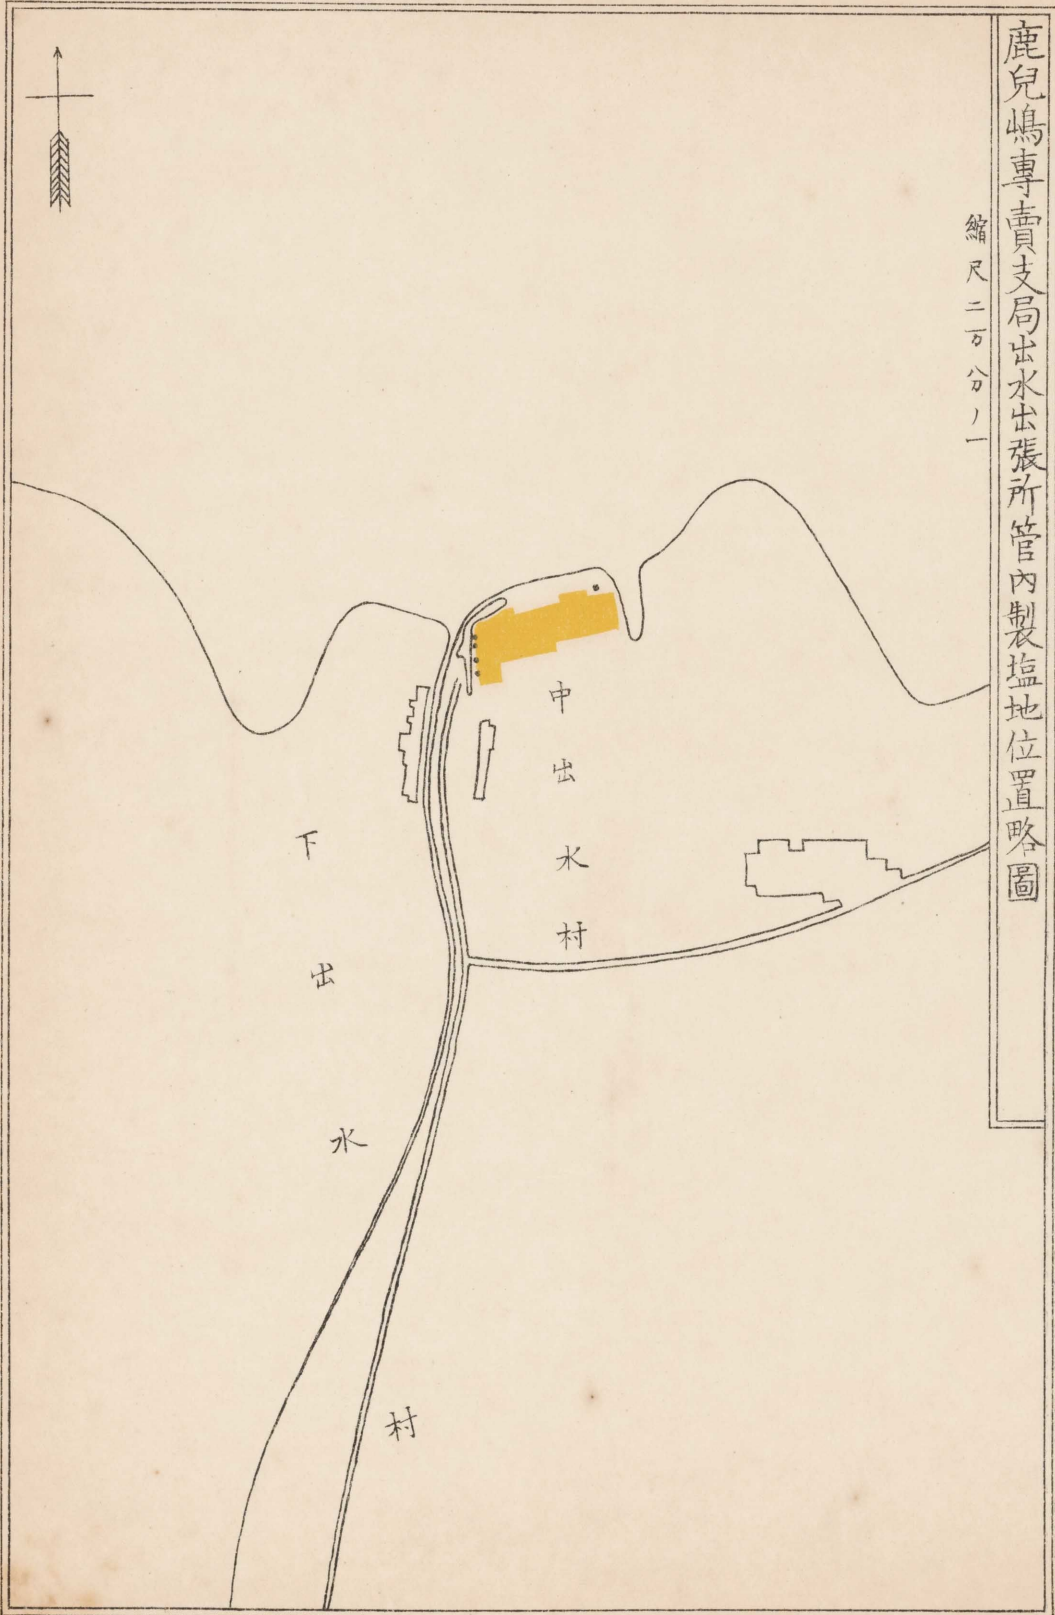 鹿兒嶋專賣支局出水出張所管內製塩地位置略圖
縮尺二万分ノ一
中出水村
下出水村